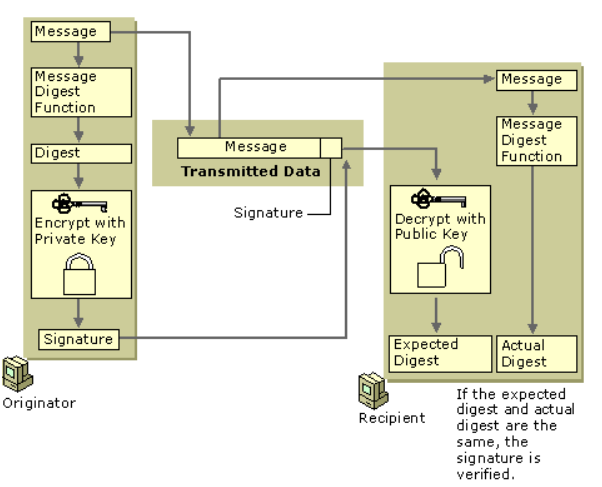 Message
Message
Digest
Function
Digest
Encrypt with
Private Key
Signature
Originator
Message
Transmitted Data
Signature
Message
Message
Digest
Function
Decrypt with
Public Key
Expected
Digest
Actual
Digest
Recipient
If the expected
digest and actual
digest are the
same, the
signature is
verified.